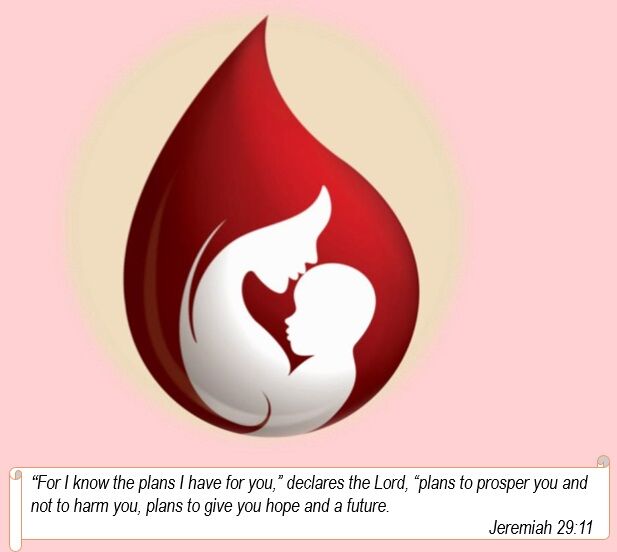 “For I know the plans I have for you,” declares the Lord, “plans to prosper you and
not to harm you, plans to give you hope and a future.
Jeremiah 29:11